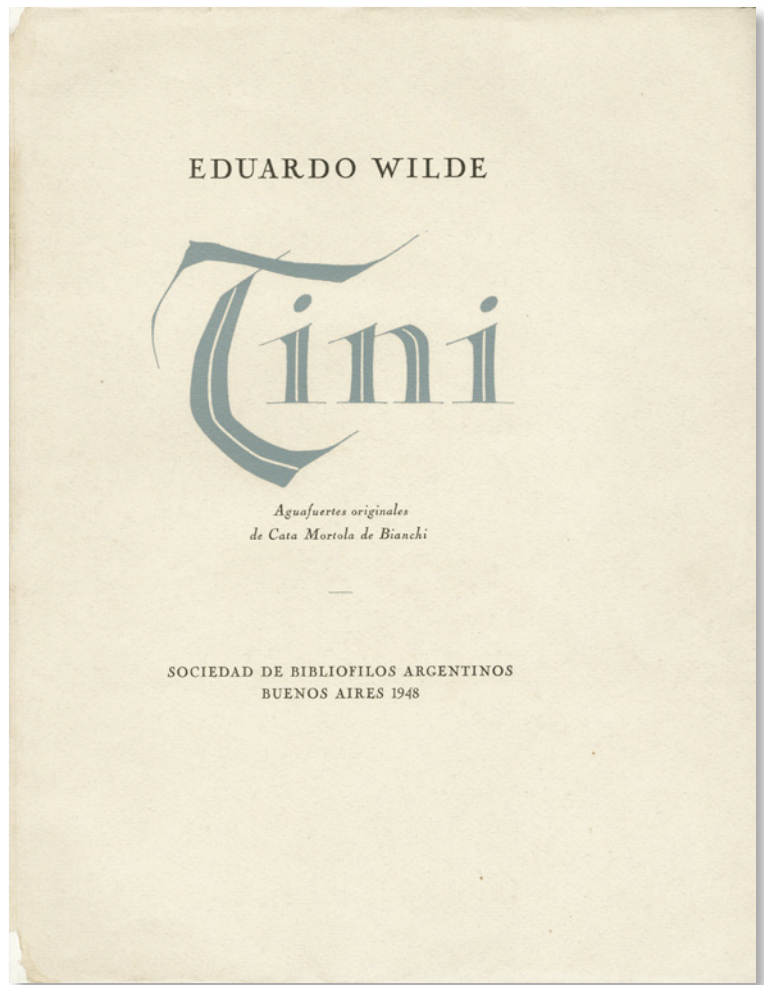 EDUARDO WILDE
Tini
Aguafuertes originales
de Cata Mortola de Bianchi
SOCIEDAD DE BIBLIOFILOS ARGENTINOS
BUENOS AIRES 1948